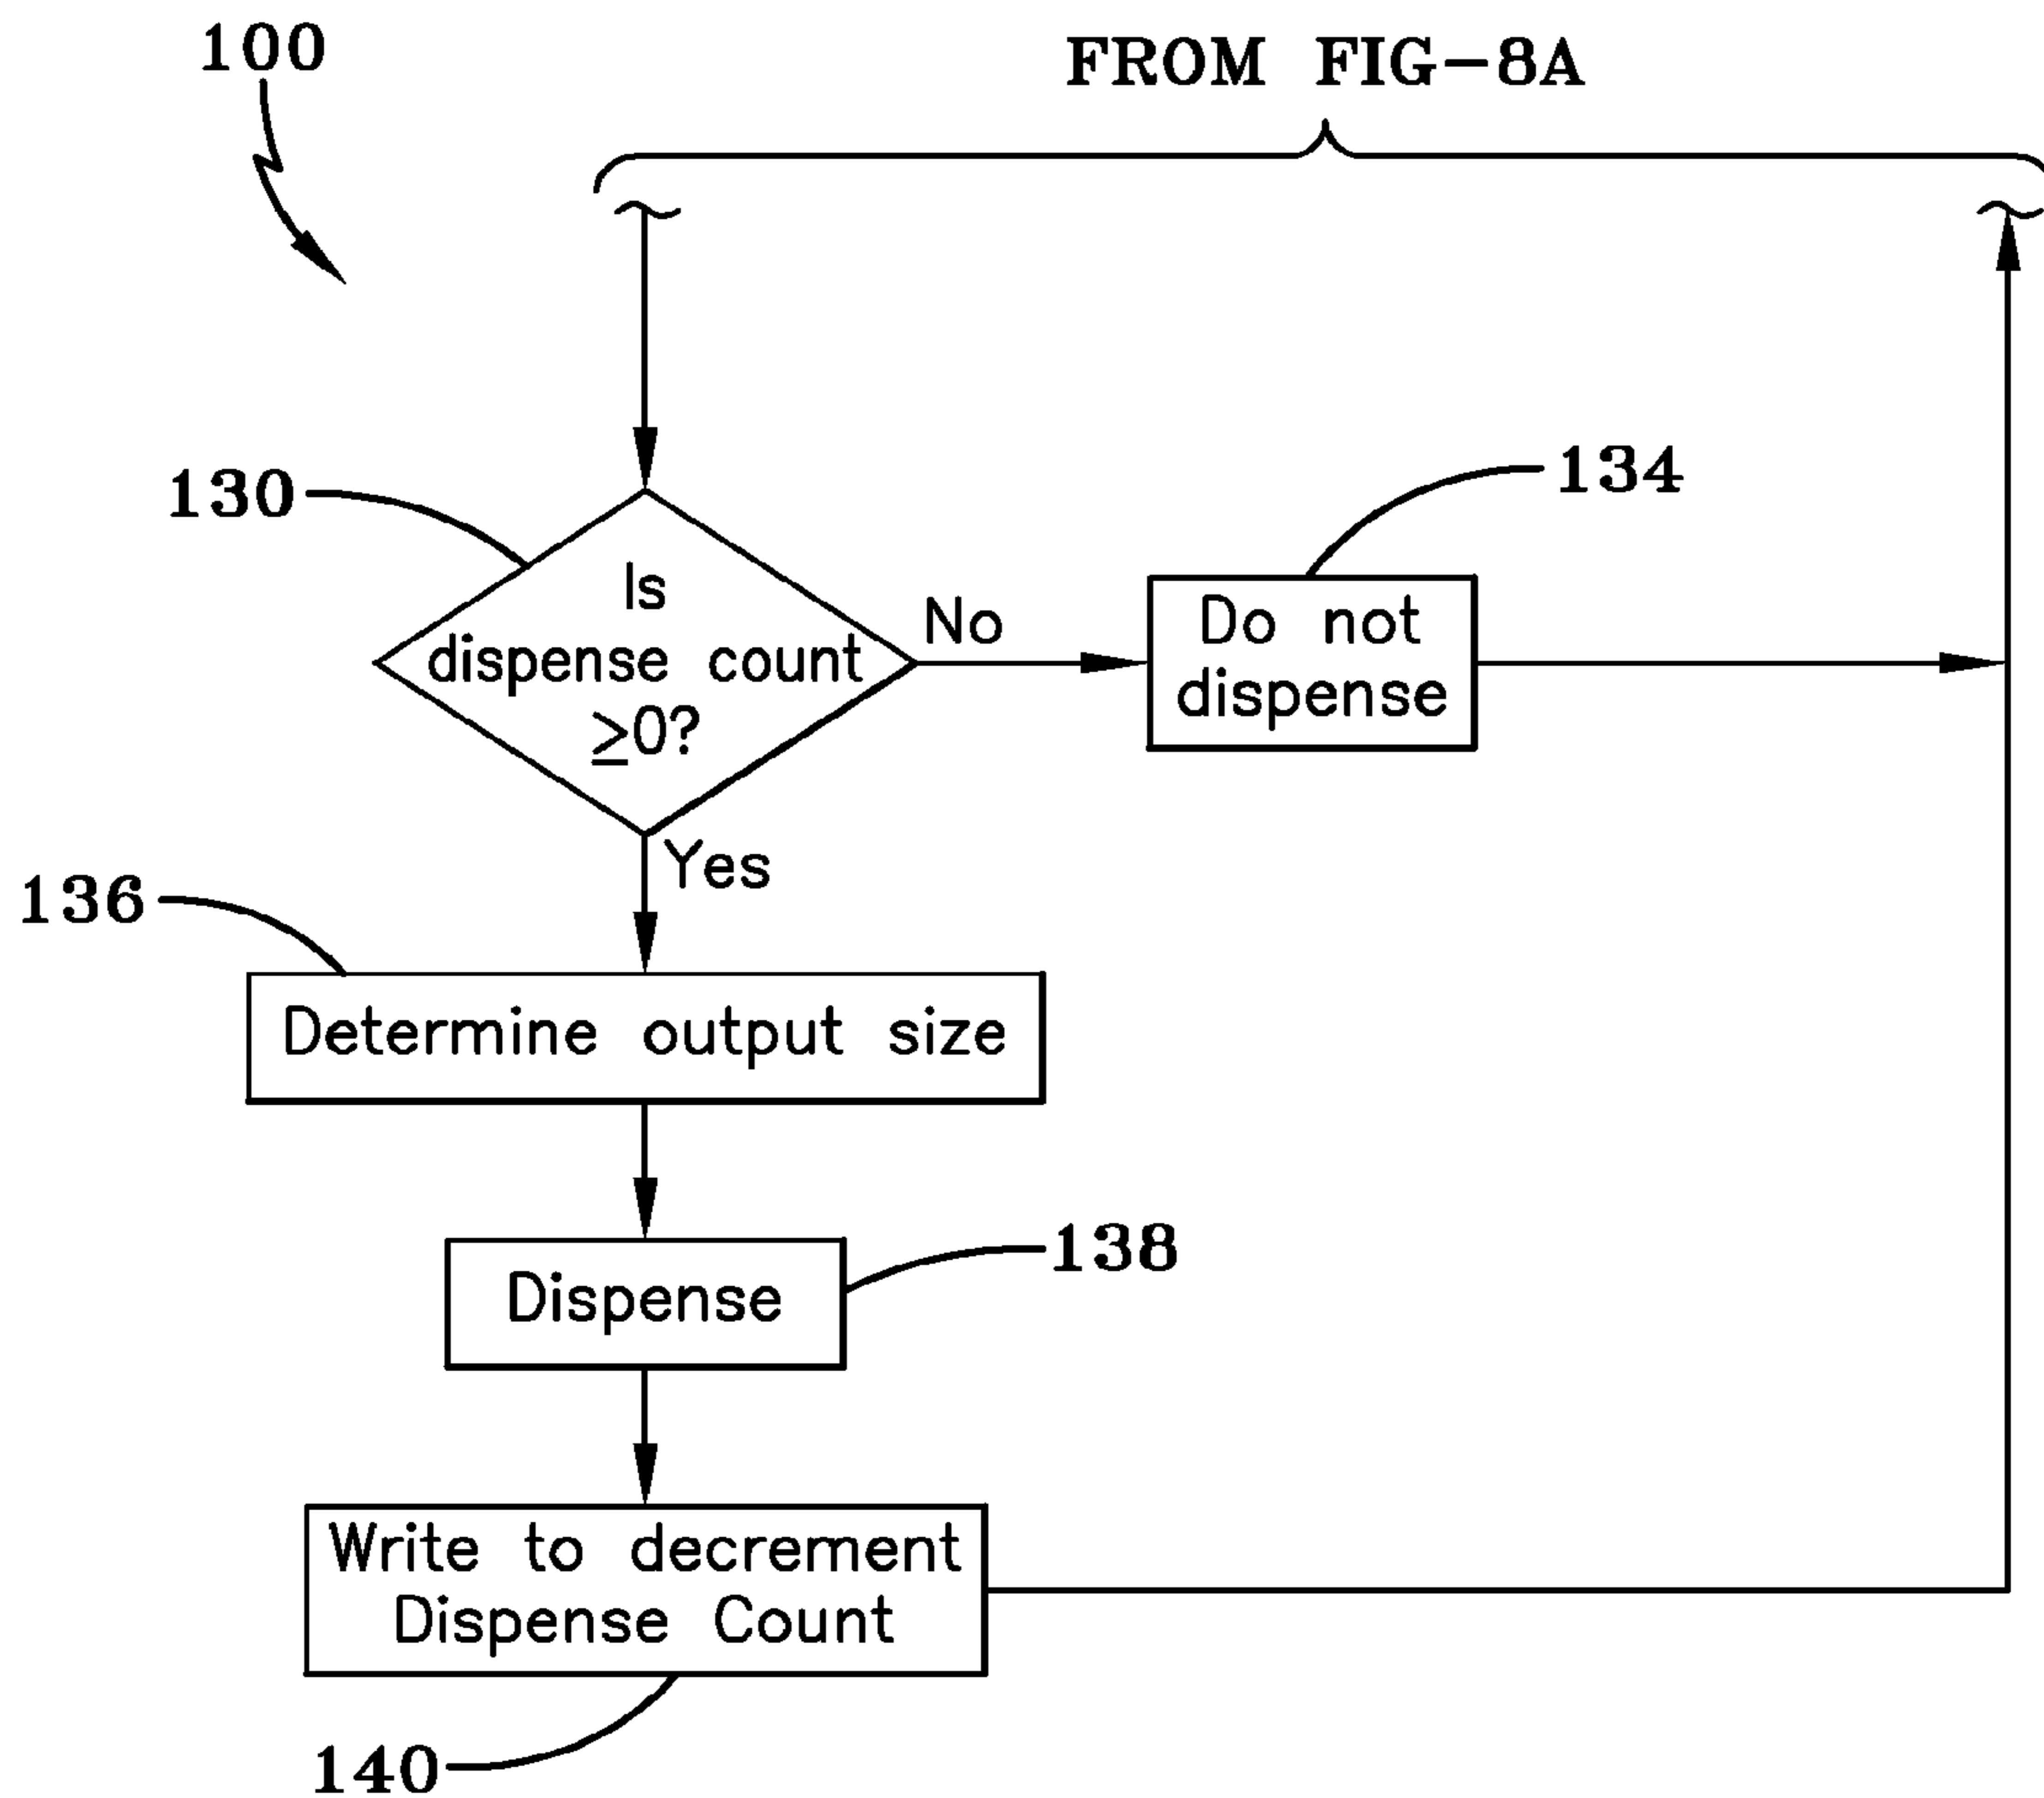 100
FROM FIG-8A
130
134
Is
dispense count
≥0?
No
Do not
dispense
Yes
136
Determine output size
138
Dispense
Write to decrement
Dispense Count
140